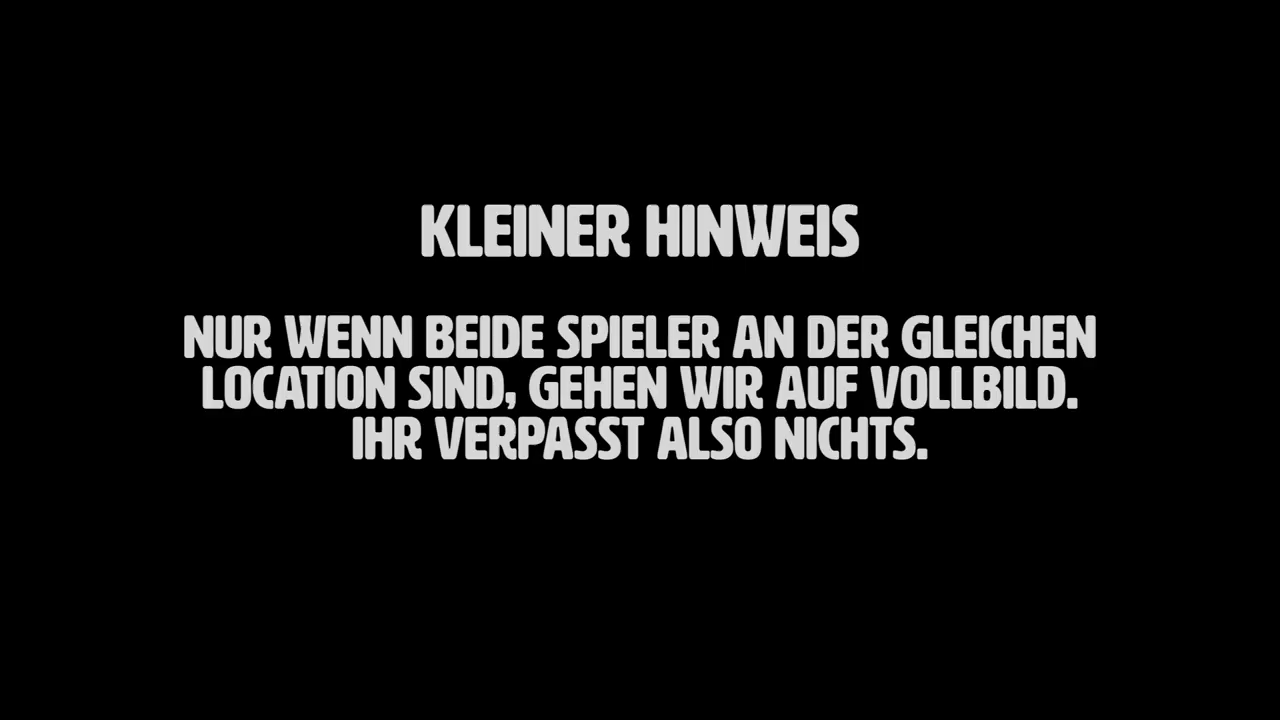 KLEINER HINWEIS
NUR WENN BEIDE SPIELER AN DER GLEICHEN
LOCATION SIND, GEHEN WIR AUF VOLLBILD.
IHR VERPASST ALSO NICHTS.